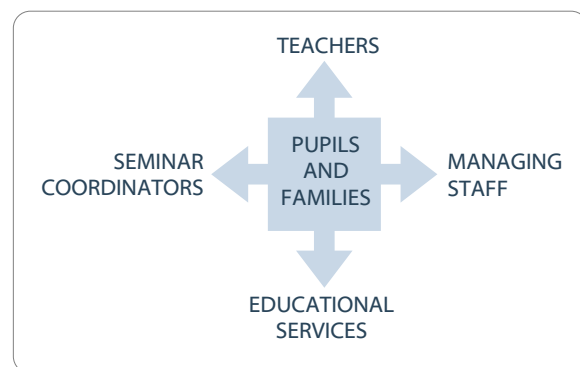 TEACHERS
SEMINAR
COORDINATORS
PUPILS
AND
FAMILIES
MANAGING
STAFF
EDUCATIONAL
SERVICES